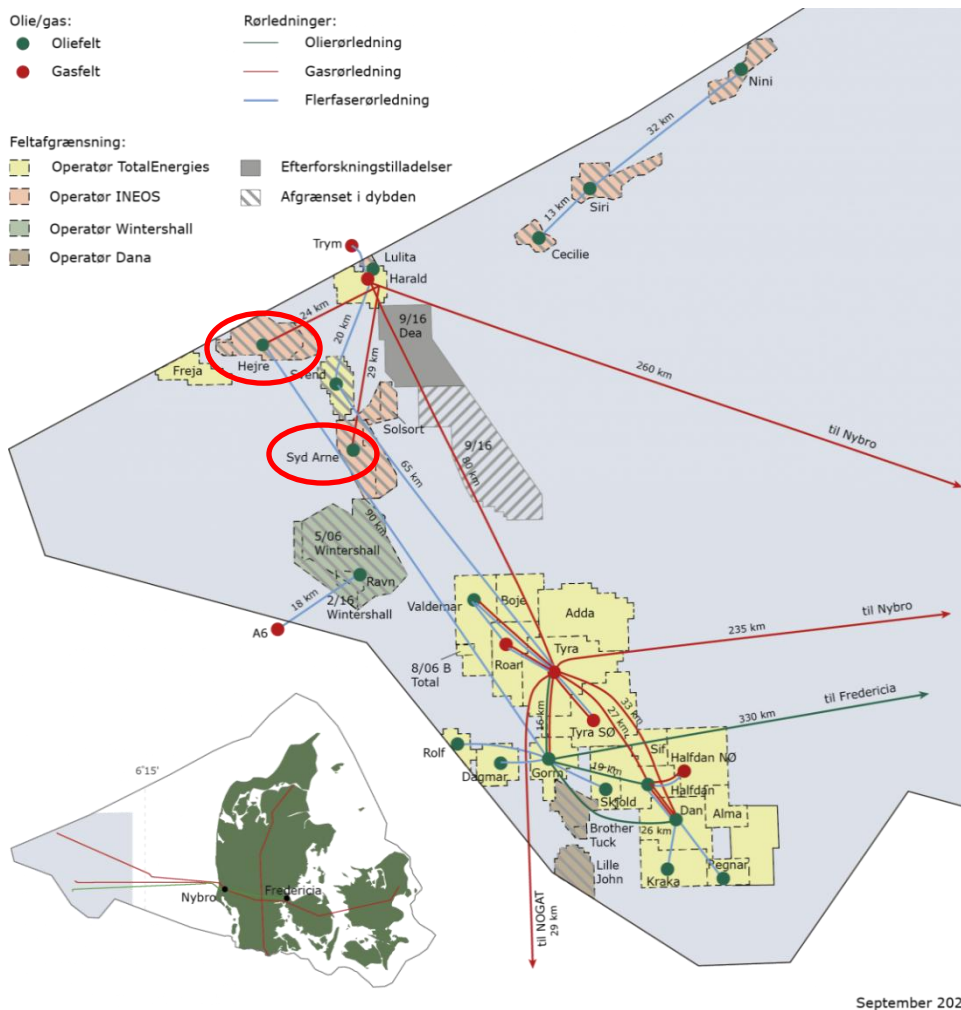 Olie/gas:
Oliefelt
Gasfelt
Rørledninger:
Olierørledning
Gasrørledning
Flerfaserørledning
Feltafgrænsning:
Operatør TotalEnergies
Operatør INEOS
Operatør Wintershall
Operatør Dana
Efterforskningstilladelser
Afgrænset i dybden
Nini
32 km
Siri
13 km
Cecilie
Trym
Lulita
Harald
24 km
20 km
29 km
9/16
Dea
260 km
til Nybro
Hejre
Freja
Svend
Solsort
Syd Arne
9/16
80 km
65 km
90 km
5/06
Wintershall
Ravn
2/16
Wintershall
18 km
A6
Valdemar
Boje
Adda
til Nybro
235 km
Tyra
Roar
8/06 B
Total
til Fredericia
330 km
16 km
27 km
33 km
Tyra SØ
Rolf
Dagmar
Gorm
Sif
Halfdan NØ
19 km
Halfdan
Skjold
Dan
Alma
Brother
Tuck
26 km
Lille
John
Kraka
Regnar
til NOGAT
29 km
6°15'
Nybro
Fredericia
September 202